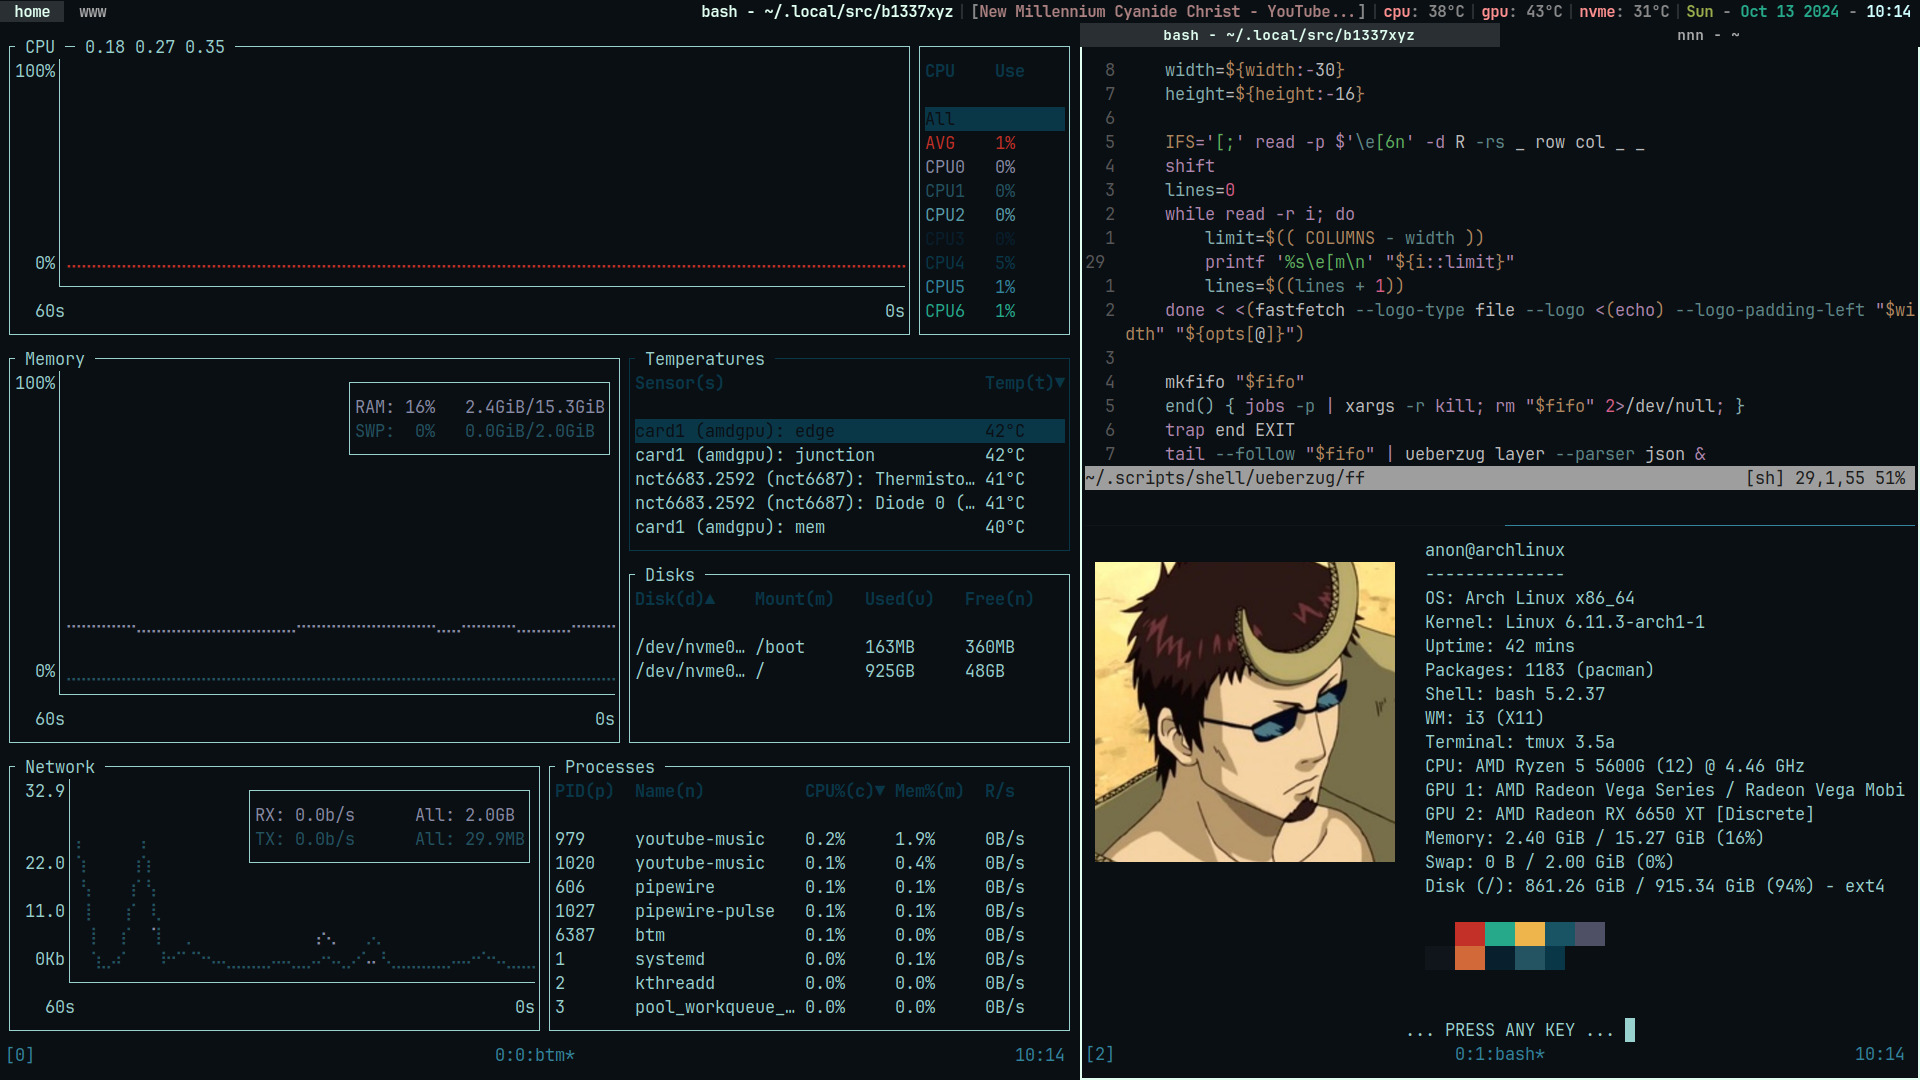 home www bash - ~/.local/src/b1337xyz [New Millennium Cyanide Christ - YouTube...] cpu: 38°C gpu: 43°C nvme: 31°C Sun - Oct 13 2024 - 10:14
CPU — 0.18 0.27 0.35
100%
0%
60s 0s
CPU Use
All
AVG 1%
CPU0 0%
CPU1 0%
CPU2 0%
CPU3 0%
CPU4 5%
CPU5 1%
CPU6 1%
Memory
100%
RAM: 16% 2.4GiB/15.3GiB
SWP: 0% 0.0GiB/2.0GiB
0%
60s 0s
Temperatures
Sensor(s) Temp(t)▼
card1 (amdgpu): edge 42°C
card1 (amdgpu): junction 42°C
nct6683.2592 (nct6687): Thermisto… 41°C
nct6683.2592 (nct6687): Diode 0 (… 41°C
card1 (amdgpu): mem 40°C
Disks
Disk(d)▲ Mount(m) Used(u) Free(n)
/dev/nvme0… /boot 163MB 360MB
/dev/nvme0… / 925GB 48GB
Network
32.9
RX: 0.0b/s All: 2.0GB
TX: 0.0b/s All: 29.9MB
22.0
11.0
0Kb
60s 0s
Processes
PID(p) Name(n) CPU%(c)▼ Mem%(m) R/s
979 youtube-music 0.2% 1.9% 0B/s
1020 youtube-music 0.1% 0.4% 0B/s
606 pipewire 0.1% 0.1% 0B/s
1027 pipewire-pulse 0.1% 0.1% 0B/s
6387 btm 0.1% 0.0% 0B/s
1 systemd 0.0% 0.1% 0B/s
2 kthreadd 0.0% 0.0% 0B/s
3 pool_workqueue_… 0.0% 0.0% 0B/s
[0] 0:0:btm* 10:14
bash - ~/.local/src/b1337xyz nnn - ~
8 width=${width:-30}
7 height=${height:-16}
6
5 IFS='[;' read -p $'\e[6n' -d R -rs _ row col _ _
4 shift
3 lines=0
2 while read -r i; do
1 limit=$(( COLUMNS - width ))
29 printf '%s\e[m\n' "${i::limit}"
1 lines=$((lines + 1))
2 done < <(fastfetch --logo-type file --logo <(echo) --logo-padding-left "$wi
dth" "${opts[@]}")
3
4 mkfifo "$fifo"
5 end() { jobs -p | xargs -r kill; rm "$fifo" 2>/dev/null; }
6 trap end EXIT
7 tail --follow "$fifo" | ueberzug layer --parser json &
~/.scripts/shell/ueberzug/ff [sh] 29,1,55 51%
anon@archlinux
--------------
OS: Arch Linux x86_64
Kernel: Linux 6.11.3-arch1-1
Uptime: 42 mins
Packages: 1183 (pacman)
Shell: bash 5.2.37
WM: i3 (X11)
Terminal: tmux 3.5a
CPU: AMD Ryzen 5 5600G (12) @ 4.46 GHz
GPU 1: AMD Radeon Vega Series / Radeon Vega Mobi
GPU 2: AMD Radeon RX 6650 XT [Discrete]
Memory: 2.40 GiB / 15.27 GiB (16%)
Swap: 0 B / 2.00 GiB (0%)
Disk (/): 861.26 GiB / 915.34 GiB (94%) - ext4
... PRESS ANY KEY ...
[2] 0:1:bash* 10:14